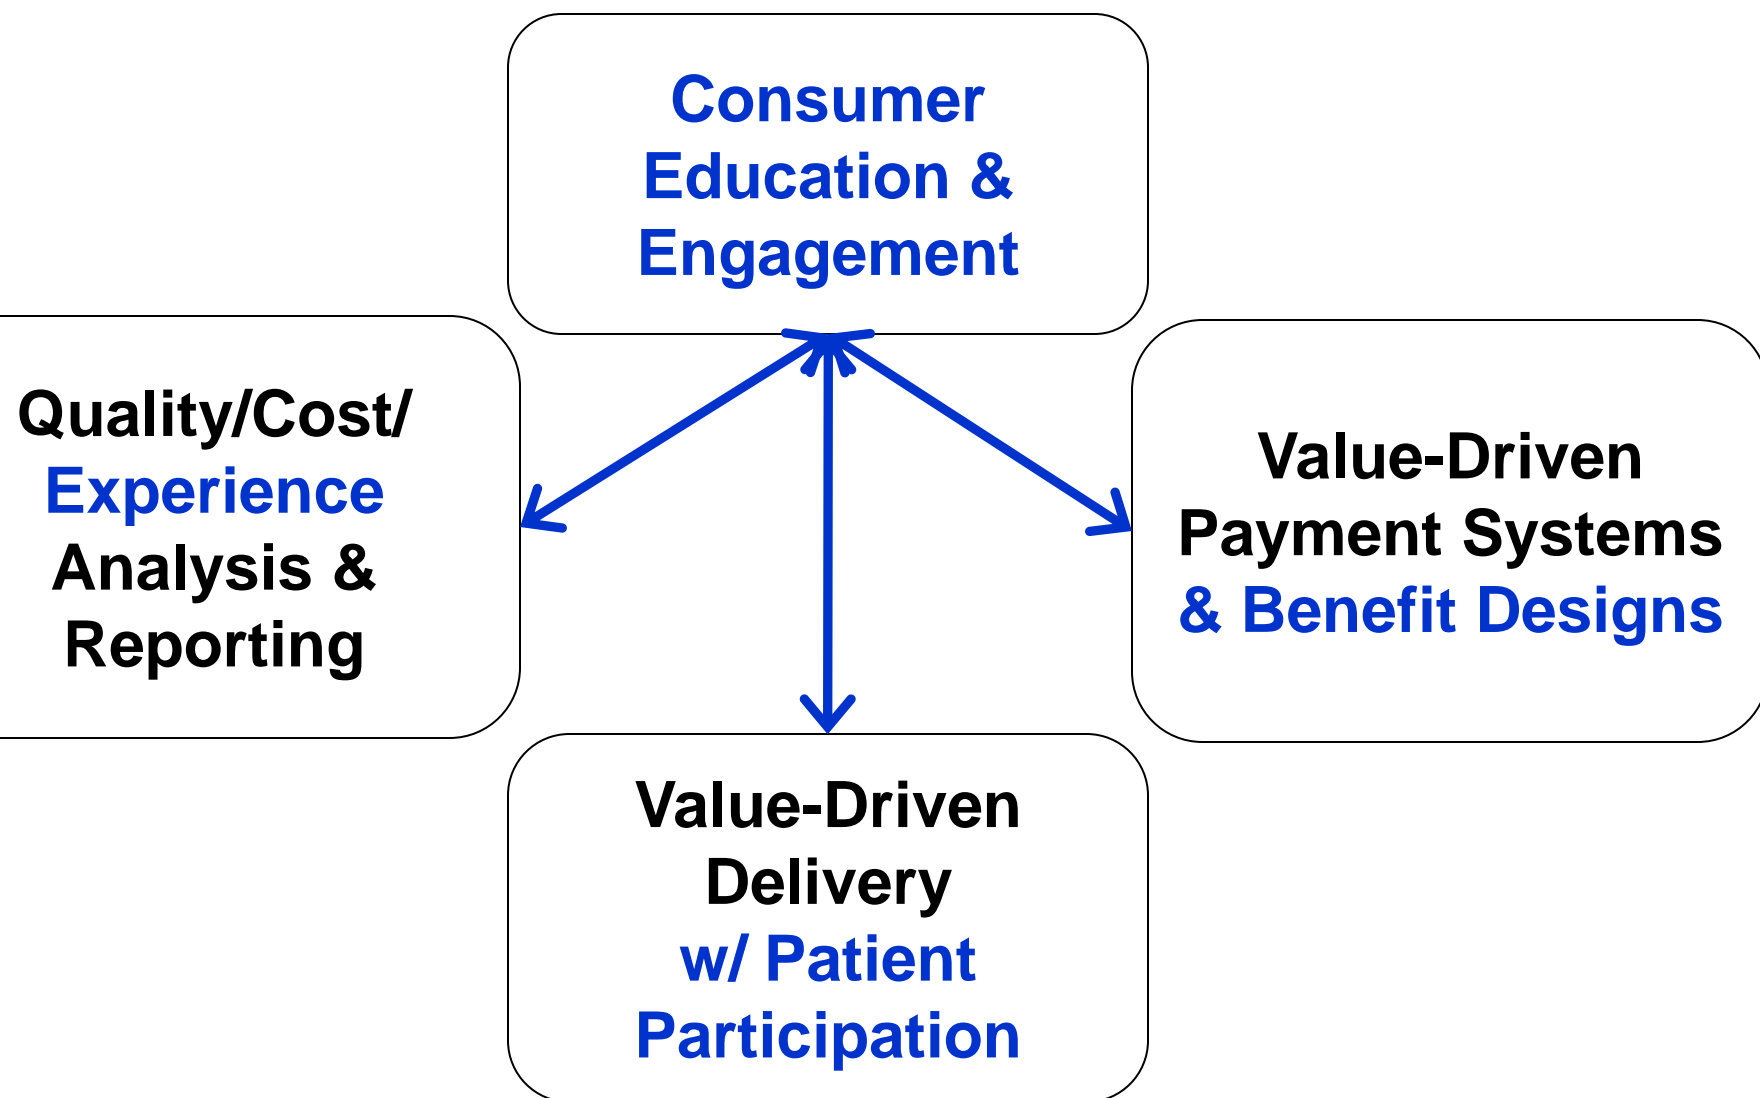 Consumer
Education &
Engagement
Quality/Cost/
Experience
Analysis &
Reporting
Value-Driven
Payment Systems
& Benefit Designs
Value-Driven
Delivery
w/ Patient
Participation